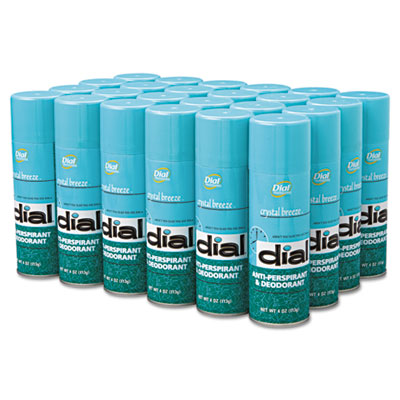 Dial
crystal breeze
dial
ANTI-PERSPIRANT
& DEODORANT
NET WT 4 OZ (113g)